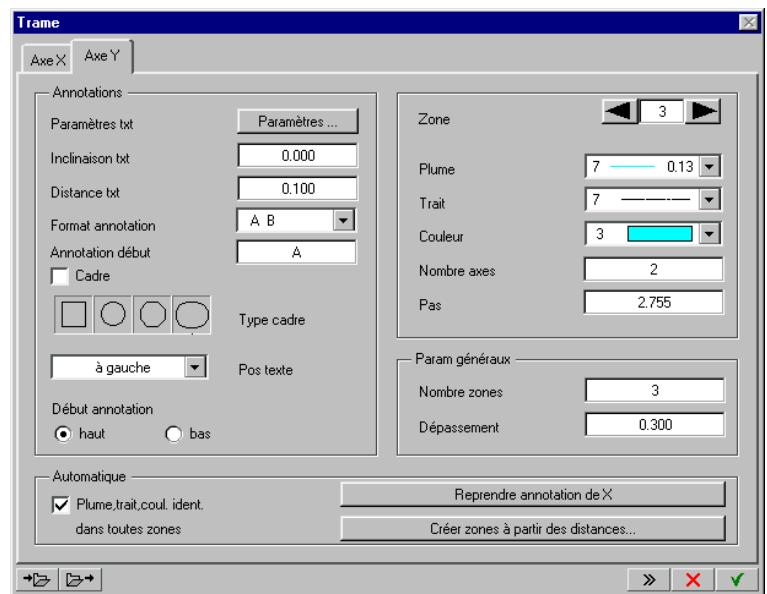 Trame
Axe X
Axe Y
Annotations
Paramètres txt
Paramètres ...
Inclinaison txt
0.000
Distance txt
0.100
Format annotation
A B
Annotation début
A
Cadre
Type cadre
à gauche
Pos texte
Début annotation
haut
bas
Zone
3
Plume
7 0.13
Trait
7
Couleur
3
Nombre axes
2
Pas
2.755
Param généraux
Nombre zones
3
Dépassement
0.300
Automatique
Plume,trait,coul. ident.
dans toutes zones
Reprendre annotation de X
Créer zones à partir des distances...